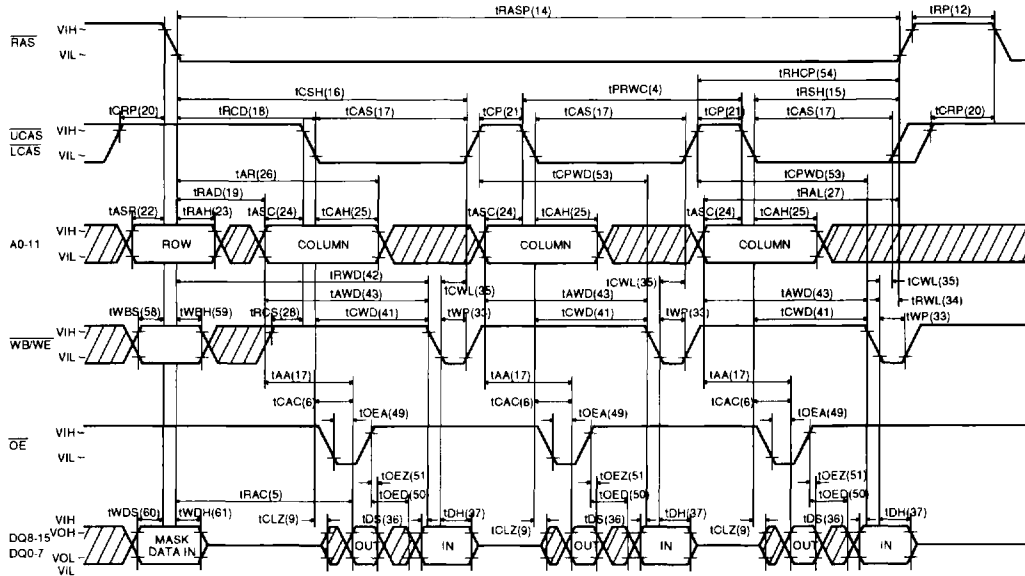 tRASP(14)
tRP(12)
RAS
VIH
VIL
tRHCP(54)
tCSH(16)
tPRWC(4)
tRSH(15)
tCRP(20)
tRCD(18)
tCAS(17)
tCP(21)
tCAS(17)
tCP(21)
tCAS(17)
tCRP(20)
UCAS
LCAS
VIH
VIL
tAR(26)
tCPWD(53)
tCPWD(53)
tRAD(19)
tRAL(27)
tASR(22)
tRAH(23)
tASC(24)
tCAH(25)
tASC(24)
tCAH(25)
tASC(24)
tCAH(25)
A0-11
VIH
VIL
ROW
COLUMN
COLUMN
COLUMN
tRWD(42)
tCWL(35)
tCWL(35)
tCWL(35)
tAWD(43)
tAWD(43)
tAWD(43)
tRWL(34)
tWBS(58)
tWBH(59)
tRCS(28)
tCWD(41)
tWP(33)
tCWD(41)
tWP(33)
tCWD(41)
tWP(33)
WB/WE
VIH
VIL
tAA(17)
tAA(17)
tAA(17)
tCAC(6)
tCAC(6)
tCAC(6)
tOEA(49)
tOEA(49)
tOEA(49)
OE
VIH
VIL
tOEZ(51)
tOEZ(51)
tOEZ(51)
tRAC(5)
tOED(50)
tOED(50)
tOED(50)
tWDS(60)
tWDH(61)
tCLZ(9)
tDS(36)
tDH(37)
tCLZ(9)
tDS(36)
tDH(37)
tCLZ(9)
tDS(36)
tDH(37)
DQ8-15
DQ0-7
VIH
VOH
VOL
VIL
MASK
DATA IN
OUT
IN
OUT
IN
OUT
IN